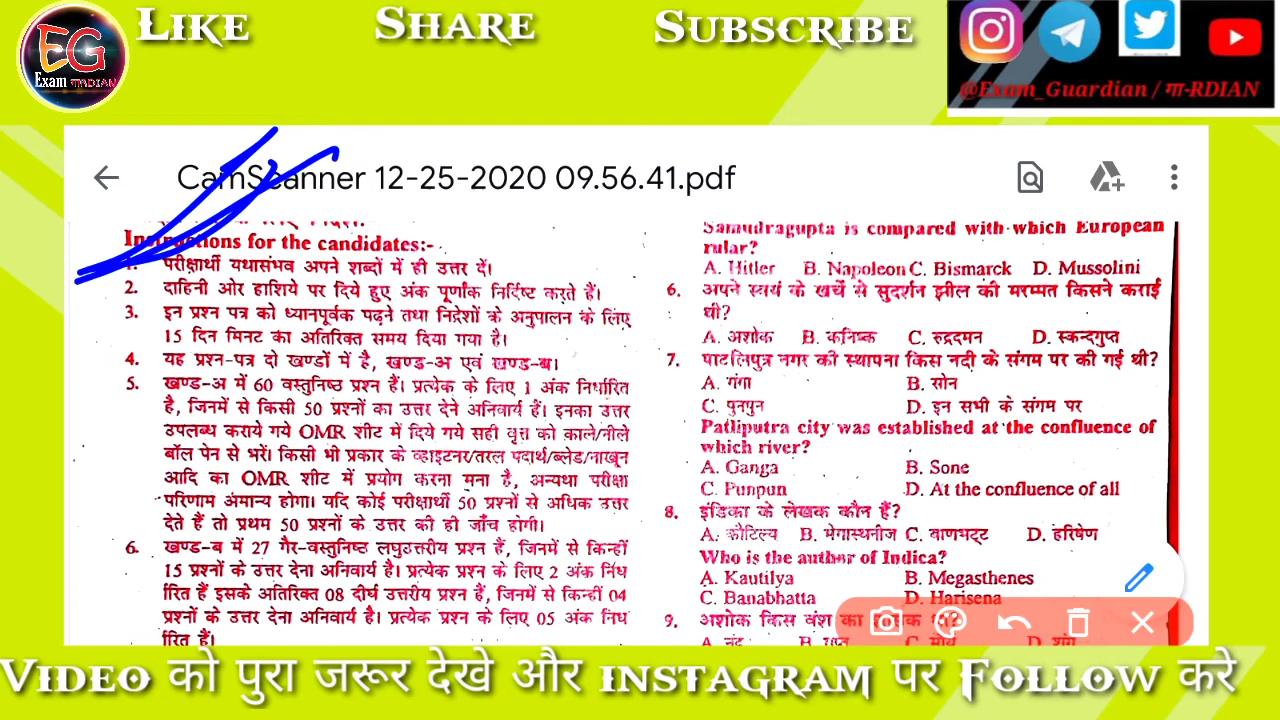 LIKE
SHARE
SUBSCRIBE
EG
Exam गाRDIAN
@Exam_Guardian / गा-RDIAN
CamScanner 12-25-2020 09.56.41.pdf
Instructions for the candidates:-
1. परीक्षार्थी यथासंभव अपने शब्दों में ही उत्तर दें।
2. दाहिनी ओर हाशिये पर दिये हुए अंक पूर्णांक निर्दिष्ट करते हैं।
3. इन प्रश्न पत्र को ध्यानपूर्वक पढ़ने तथा निदेशों के अनुपालन के लिए
15 दिन मिनट का अतिरिक्त समय दिया गया है।
4. यह प्रश्न-पत्र दो खण्डों में है, खण्ड-अ एवं खण्ड-ब।
5. खण्ड-अ में 60 वस्तुनिष्ठ प्रश्न हैं। प्रत्येक के लिए 1 अंक निर्धारित
है, जिनमें से किसी 50 प्रश्नों का उत्तर देने अनिवार्य हैं। इनका उत्तर
उपलब्ध कराये गये OMR शीट में दिये गये सही वृत्त को काले/नीले
बॉल पेन से भरें। किसी भी प्रकार के व्हाइटनर/तरल पदार्थ/ब्लेड/नाखून
आदि का OMR शीट में प्रयोग करना मना है, अन्यथा परीक्षा
परिणाम अमान्य होगा। यदि कोई परीक्षार्थी 50 प्रश्नों से अधिक उत्तर
देते हैं तो प्रथम 50 प्रश्नों के उत्तर की ही जाँच होगी।
6. खण्ड-ब में 27 गैर-वस्तुनिष्ठ लघुउत्तरीय प्रश्न हैं, जिनमें से किन्हीं
15 प्रश्नों के उत्तर देना अनिवार्य है। प्रत्येक प्रश्न के लिए 2 अंक निध
रित हैं इसके अतिरिक्त 08 दीर्घ उत्तरीय प्रश्न हैं, जिनमें से किन्हीं 04
प्रश्नों के उत्तर देना अनिवार्य है। प्रत्येक प्रश्न के लिए 05 अंक निध
रित हैं।
Samudragupta is compared with which European
rular?
A. Hitler B. Napoleon C. Bismarck D. Mussolini
6. अपने स्वयं के खर्चे से सुदर्शन झील की मरम्मत किसने कराई
थी?
A. अशोक B. कनिष्क C. रुद्रदमन D. स्कन्दगुप्त
7. पाटलिपुत्र नगर की स्थापना किस नदी के संगम पर की गई थी?
A. गंगा B. सोन
C. पुनपुन D. इन सभी के संगम पर
Patliputra city was established at the confluence of
which river?
A. Ganga B. Sone
C. Punpun D. At the confluence of all
8. इंडिका के लेखक कौन हैं?
A. कौटिल्य B. मेगास्थनीज C. बाणभट्ट D. हरिषेण
Who is the author of Indica?
A. Kautilya B. Megasthenes
C. Banabhatta D. Harisena
9. अशोक किस वंश का
A. नंद B. गुप्त C. मौर्य D. शुंग
VIDEO को पुरा जरूर देखे और INSTAGRAM पर FOLLOW करे